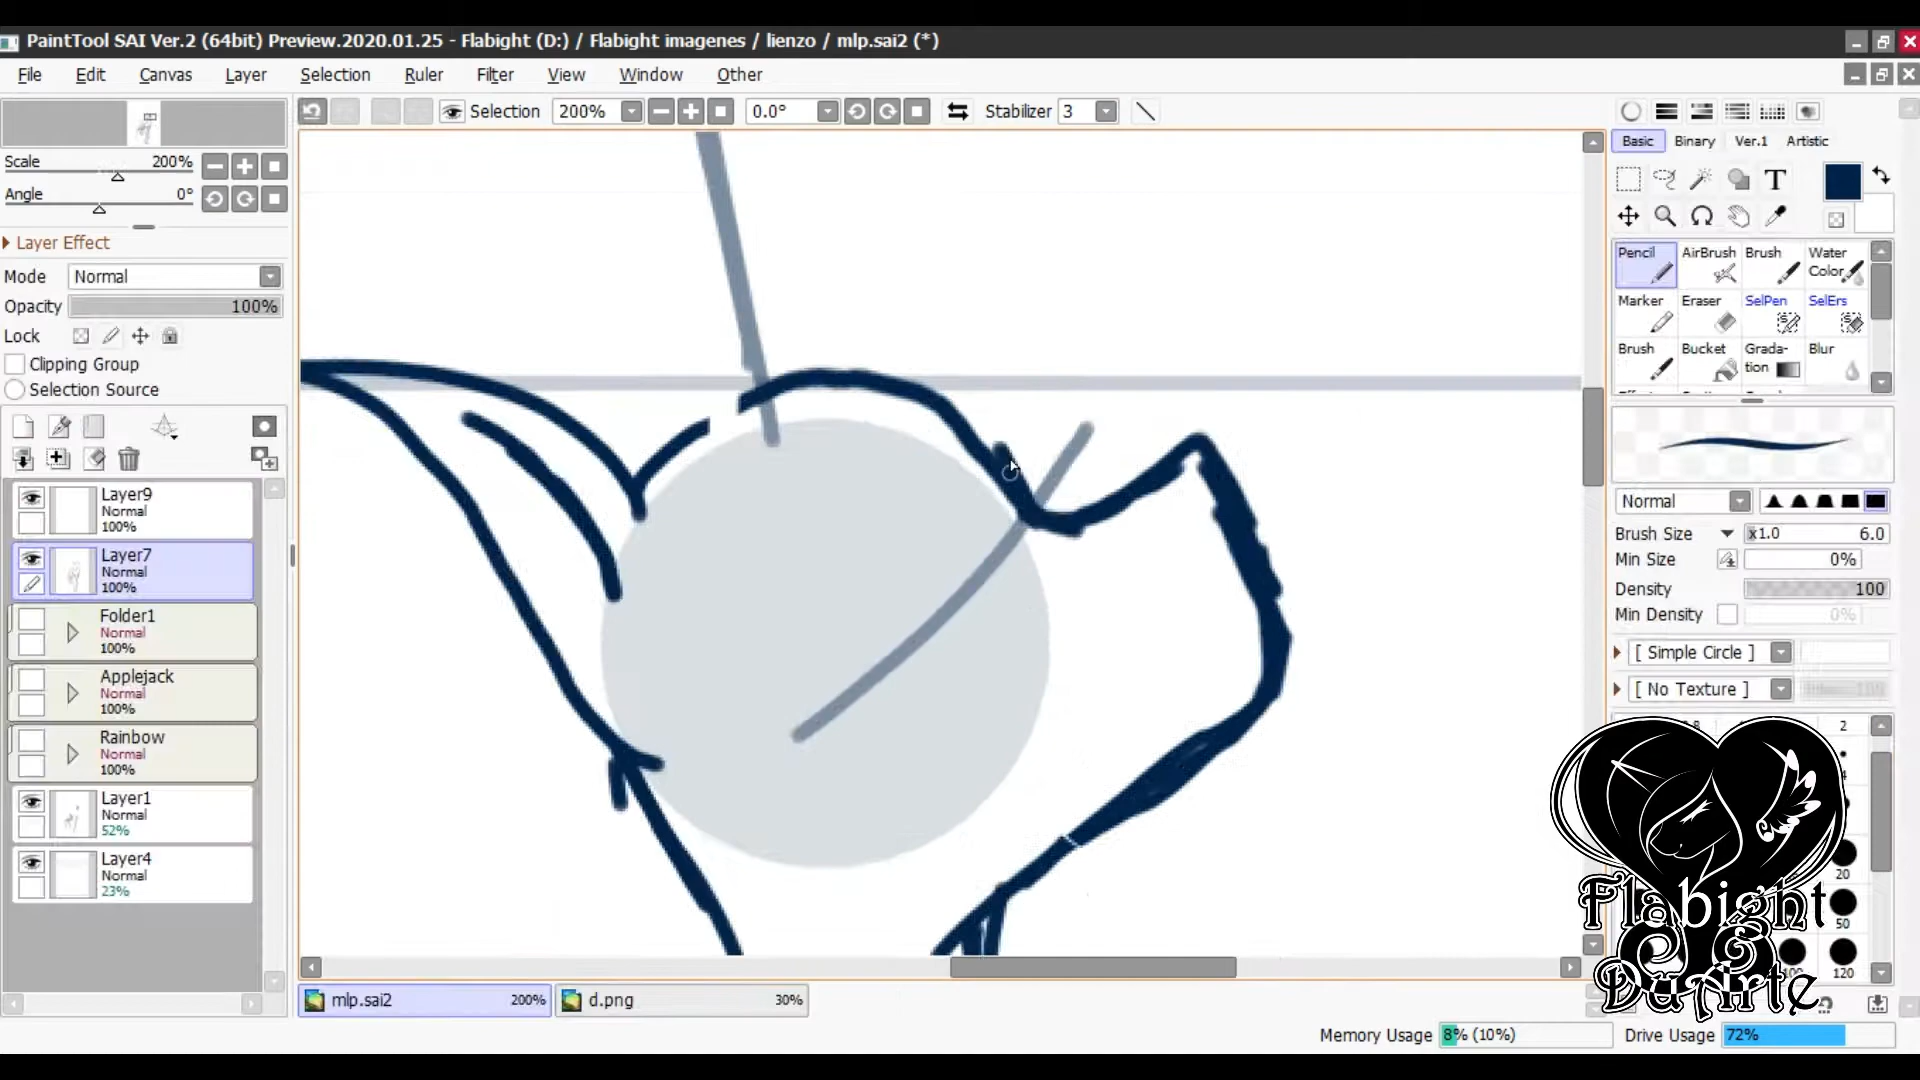 PaintTool SAI Ver.2 (64bit) Preview.2020.01.25 - Flabight (D:) / Flabight imagenes / lienzo / mlp.sai2 (*)
File Edit Canvas Layer Selection Ruler Filter View Window Other
Selection 200% 0.0° Stabilizer 3
Scale 200%
Angle 0°
Layer Effect
Mode Normal
Opacity 100%
Lock
Clipping Group
Selection Source
Layer9
Normal
100%
Layer7
Normal
100%
Folder1
Normal
100%
Applejack
Normal
100%
Rainbow
Normal
100%
Layer1
Normal
52%
Layer4
Normal
23%
Basic Binary Ver.1 Artistic
T
Pencil AirBrush Brush Water Color
Marker Eraser SelPen SelErs
Brush Bucket Grada-tion Blur
Normal
Brush Size x1.0 6.0
Min Size 0%
Density 100
Min Density 0%
[ Simple Circle ]
[ No Texture ]
2
20
50
100 120
Flabight
DuArte
mlp.sai2 200% d.png 30%
Memory Usage 8% (10%) Drive Usage 72%